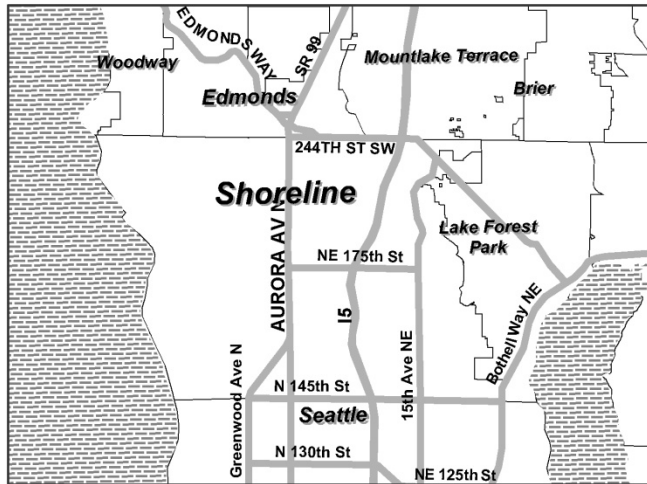 EDMONDS WAY
SR 99
Woodway
Mountlake Terrace
Edmonds
Brier
244TH ST SW
Shoreline
AURORA AV N
Lake Forest
Park
NE 175th St
I5
Bothell Way NE
15th Ave NE
Greenwood Ave N
N 145th St
Seattle
N 130th St
NE 125th St